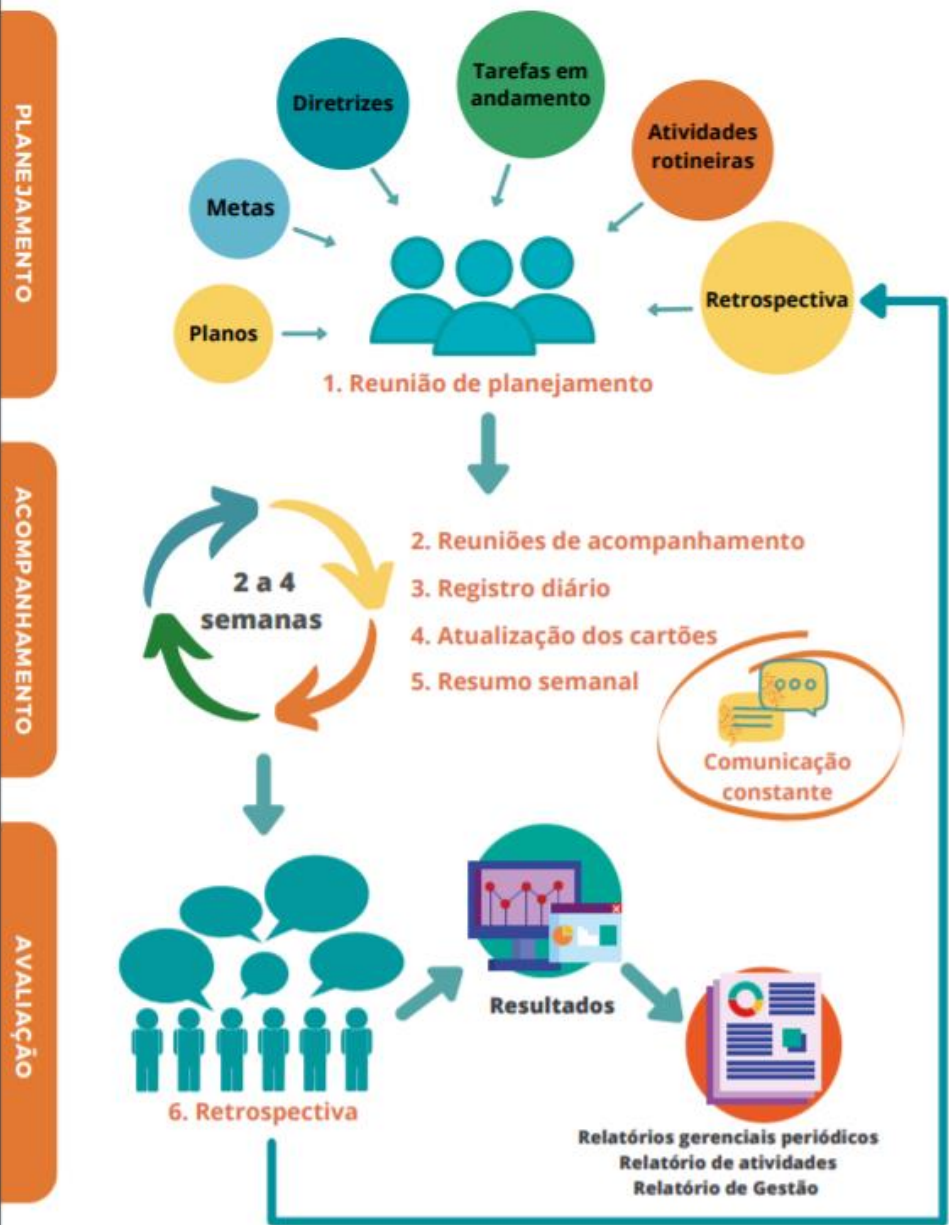 PLANEJAMENTO
Diretrizes
Tarefas em
andamento
Atividades
rotineiras
Metas
Retrospectiva
Planos
1. Reunião de planejamento
ACOMPANHAMENTO
2 a 4
semanas
2. Reuniões de acompanhamento
3. Registro diário
4. Atualização dos cartões
5. Resumo semanal
Comunicação
constante
AVALIAÇÃO
Resultados
6. Retrospectiva
Relatórios gerenciais periódicos
Relatório de atividades
Relatório de Gestão